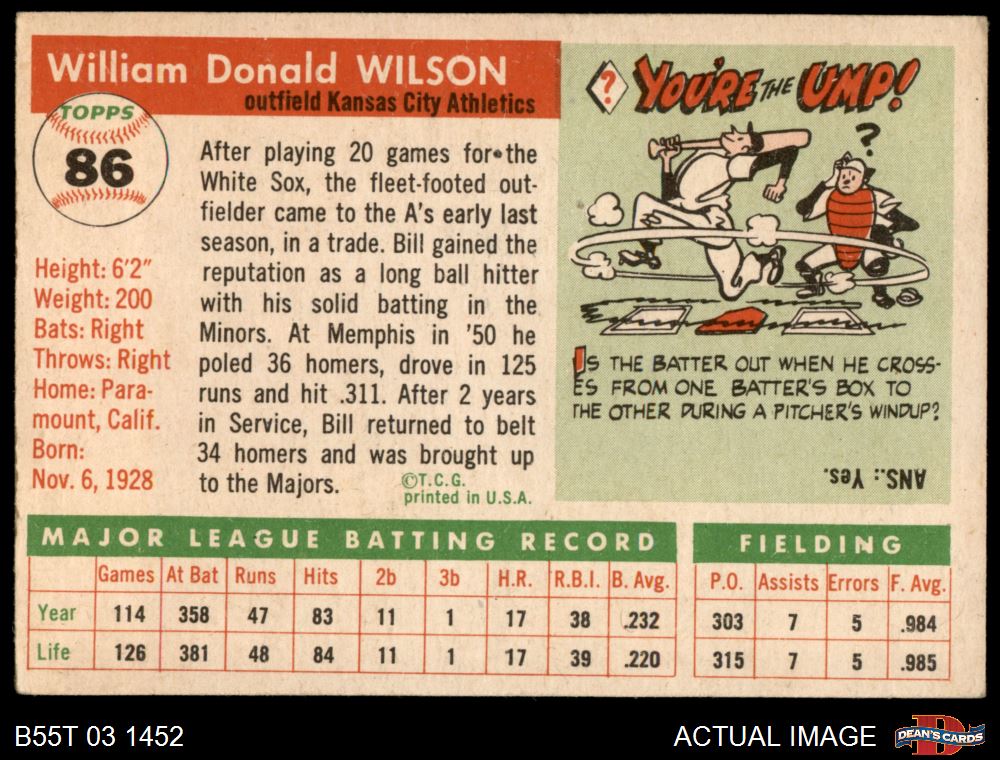 William Donald WILSON
outfield Kansas City Athletics
TOPPS
86
Height: 6'2"
Weight: 200
Bats: Right
Throws: Right
Home: Para-
mount, Calif.
Born:
Nov. 6, 1928
After playing 20 games for the
White Sox, the fleet-footed out-
fielder came to the A's early last
season, in a trade. Bill gained the
reputation as a long ball hitter
with his solid batting in the
Minors. At Memphis in '50 he
poled 36 homers, drove in 125
runs and hit .311. After 2 years
in Service, Bill returned to belt
34 homers and was brought up
to the Majors.
©T.C.G.
printed in U.S.A.
? YOU'RE THE UMP!
?
IS THE BATTER OUT WHEN HE CROSS-
ES FROM ONE BATTER'S BOX TO
THE OTHER DURING A PITCHER'S WINDUP?
ANS.: Yes.
MAJOR LEAGUE BATTING RECORD
Games At Bat Runs Hits 2b 3b H.R. R.B.I. B. Avg.
Year 114 358 47 83 11 1 17 38 .232
Life 126 381 48 84 11 1 17 39 .220
FIELDING
P.O. Assists Errors F. Avg.
303 7 5 .984
315 7 5 .985
B55T 03 1452
ACTUAL IMAGE
DEAN'S CARDS